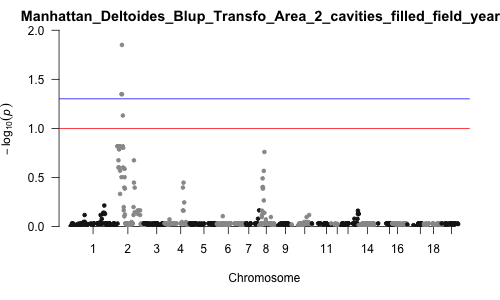 Manhattan_Deltoides_Blup_Transfo_Area_2_cavities_filled_field_year
2.0
1.5
1.0
0.5
0.0
− log10(p)
1 2 3 4 5 6 7 8 9 11 14 16 18
Chromosome